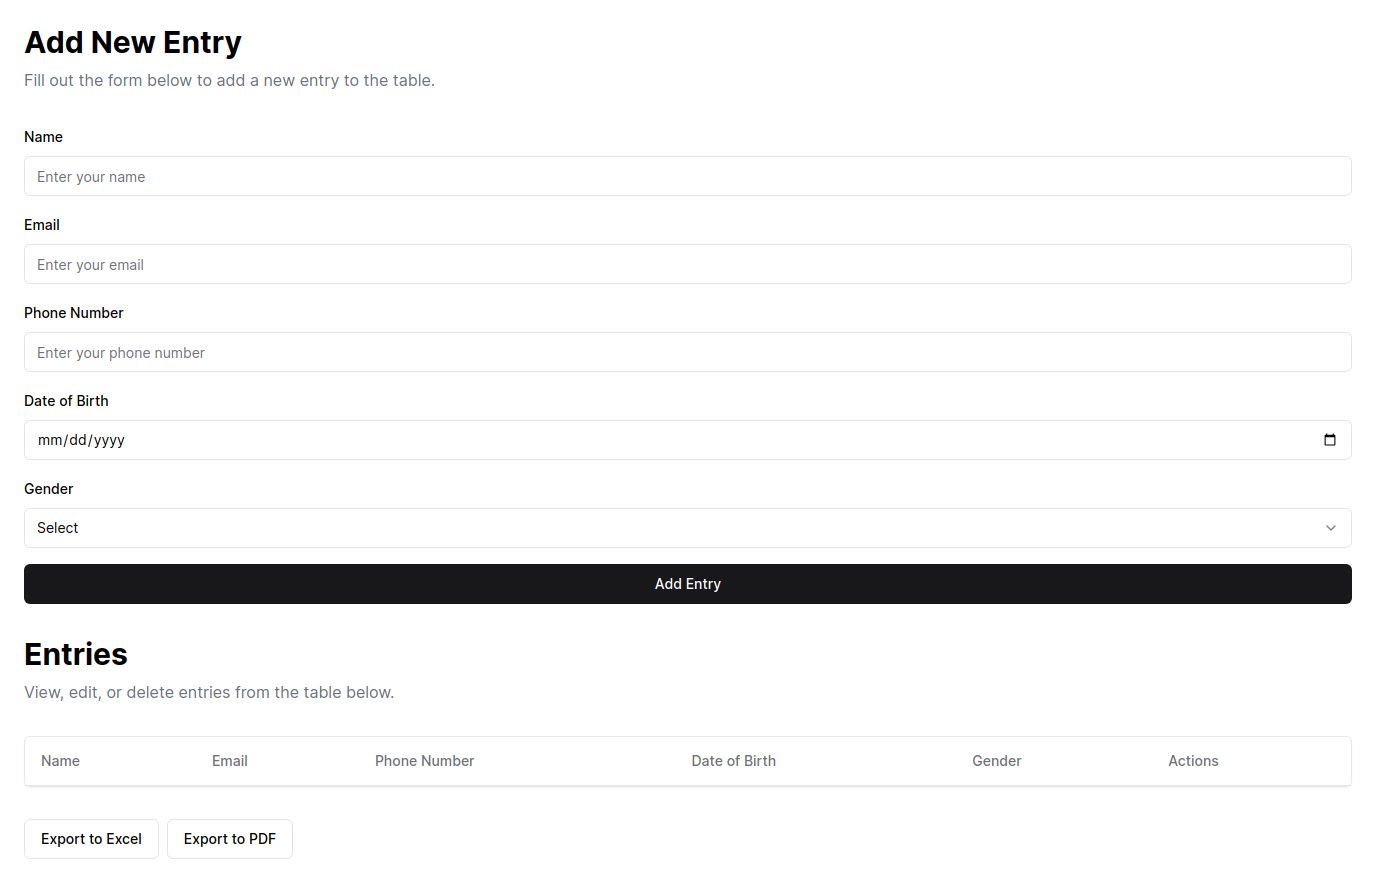 Add New Entry
Fill out the form below to add a new entry to the table.
Name
Enter your name
Email
Enter your email
Phone Number
Enter your phone number
Date of Birth
mm/dd/yyyy
Gender
Select
Add Entry
Entries
View, edit, or delete entries from the table below.
Name Email Phone Number Date of Birth Gender Actions
Export to Excel Export to PDF